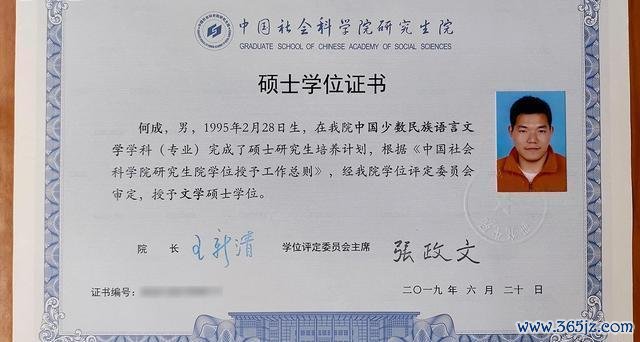 中国社会科学院研究生院
GRADUATE SCHOOL OF CHINESE ACADEMY OF SOCIAL SCIENCES
硕士学位证书
何成，男，1995年2月28日生，在我院中国少数民族语言文
学学科（专业）完成了硕士研究生培养计划，根据《中国社会
科学院研究生院学位授予工作总则》，经我院学位评定委员会
审定，授予文学硕士学位。
院 长 王新清 学位评定委员会主席 张政文
证书编号： 二〇一九 年 六 月 二十 日
www.365jz.com